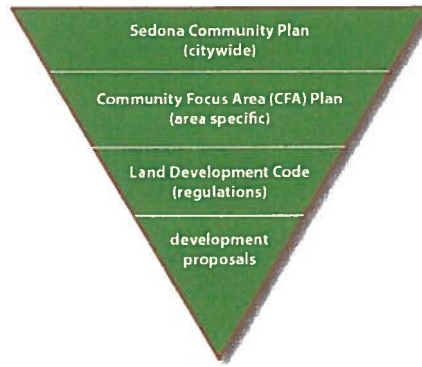 Sedona Community Plan
(citywide)
Community Focus Area (CFA) Plan
(area specific)
Land Development Code
(regulations)
development
proposals